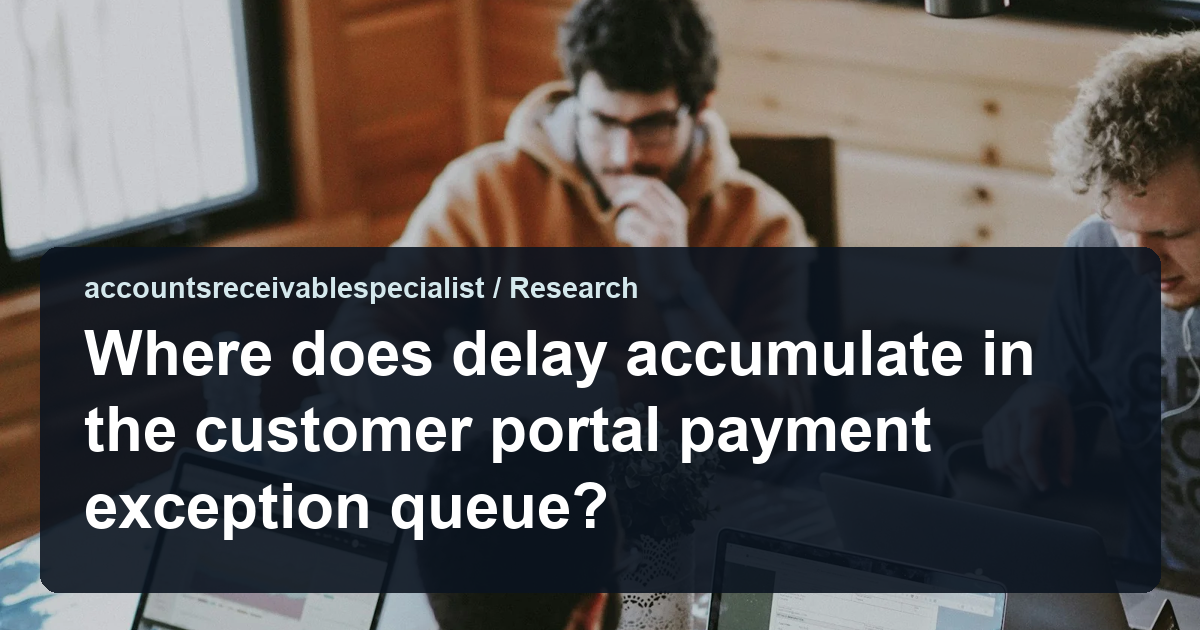 accountsreceivablespecialist / Research
Where does delay accumulate in
the customer portal payment
exception queue?